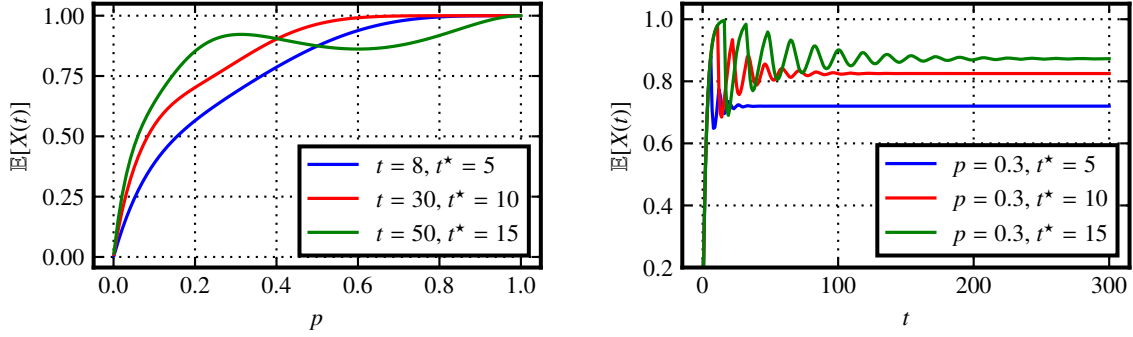 𝔼[X(t)]
1.00
0.75
0.50
0.25
0.00
t = 8, t⋆ = 5
t = 30, t⋆ = 10
t = 50, t⋆ = 15
0.0 0.2 0.4 0.6 0.8 1.0
p
𝔼[X(t)]
1.0
0.8
0.6
0.4
0.2
p = 0.3, t⋆ = 5
p = 0.3, t⋆ = 10
p = 0.3, t⋆ = 15
0 100 200 300
t